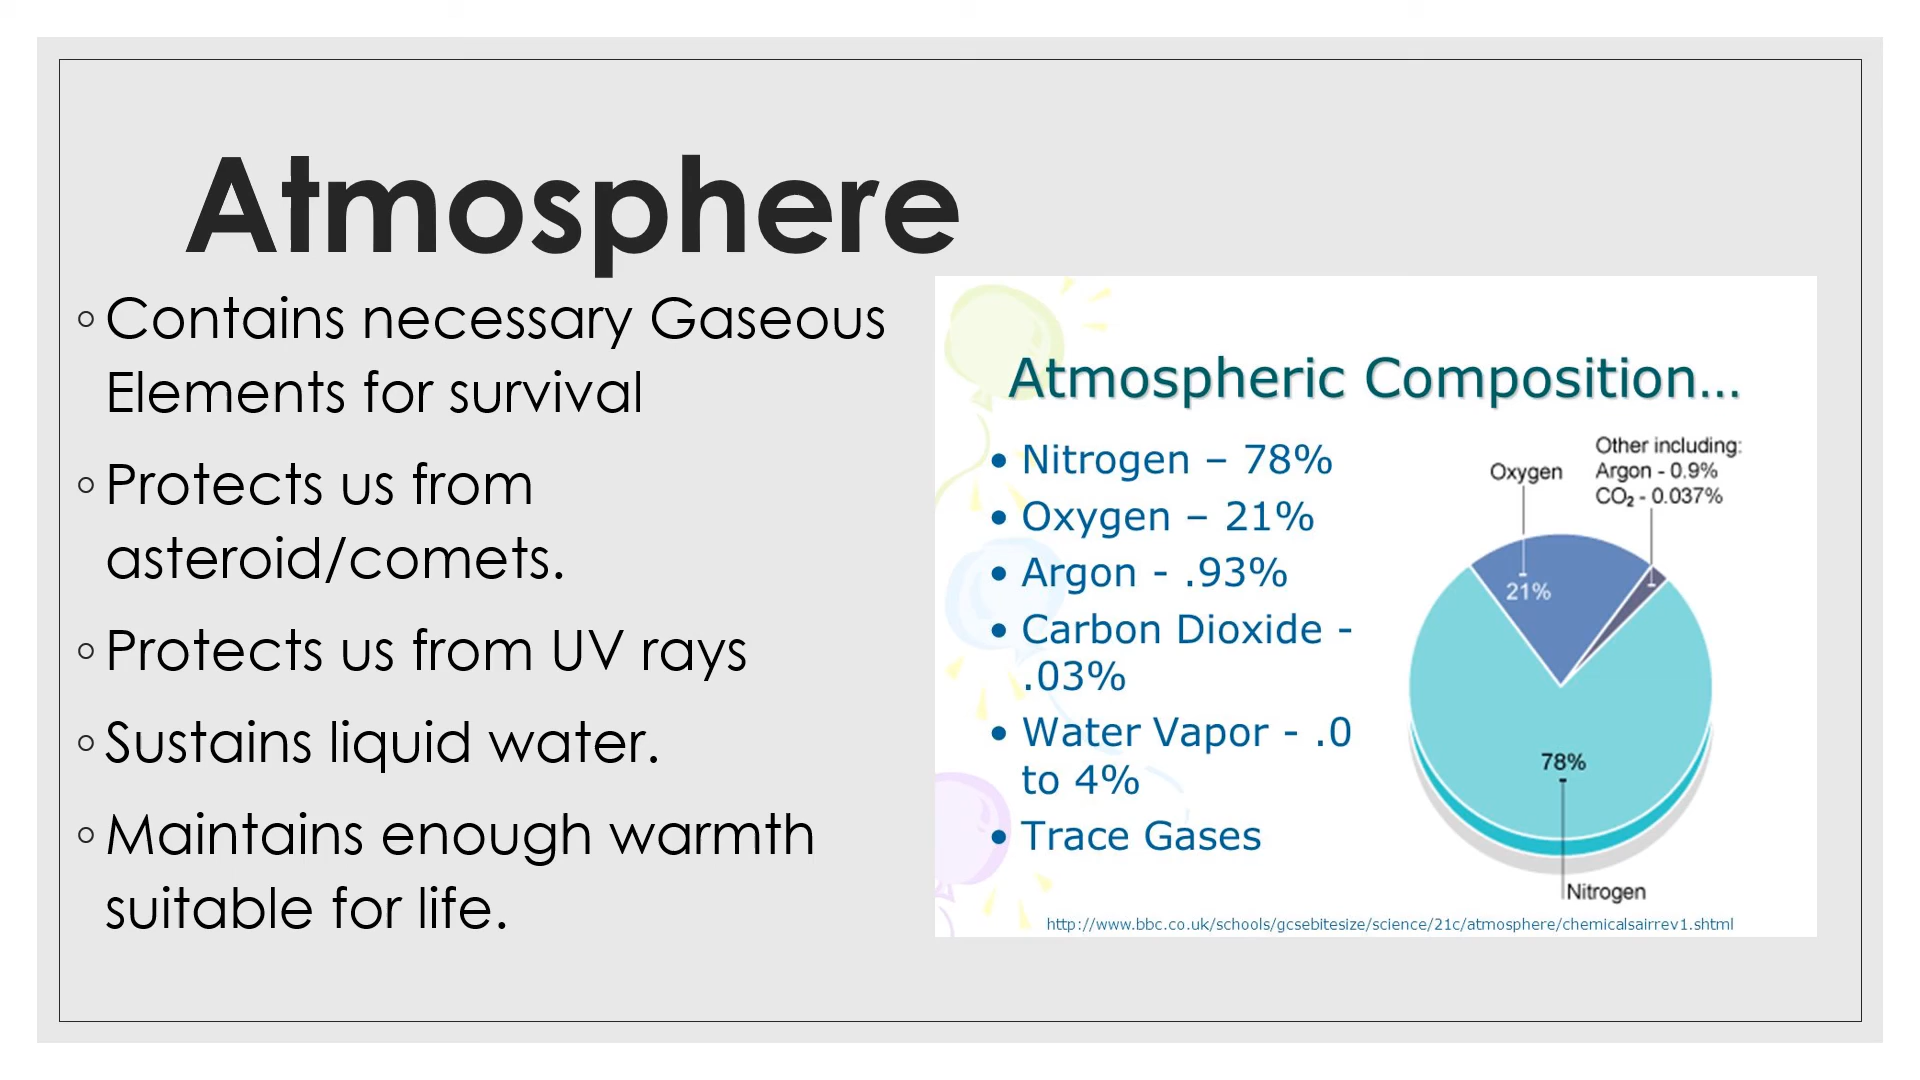 Atmosphere
◦Contains necessary Gaseous
Elements for survival
◦Protects us from
asteroid/comets.
◦Protects us from UV rays
◦Sustains liquid water.
◦Maintains enough warmth
suitable for life.
Atmospheric Composition...
• Nitrogen – 78%
• Oxygen – 21%
• Argon - .93%
• Carbon Dioxide -
.03%
• Water Vapor - .0
to 4%
• Trace Gases
Oxygen
Other including:
Argon - 0.9%
CO₂ - 0.037%
21%
78%
Nitrogen
http://www.bbc.co.uk/schools/gcsebitesize/science/21c/atmosphere/chemicalsairrev1.shtml